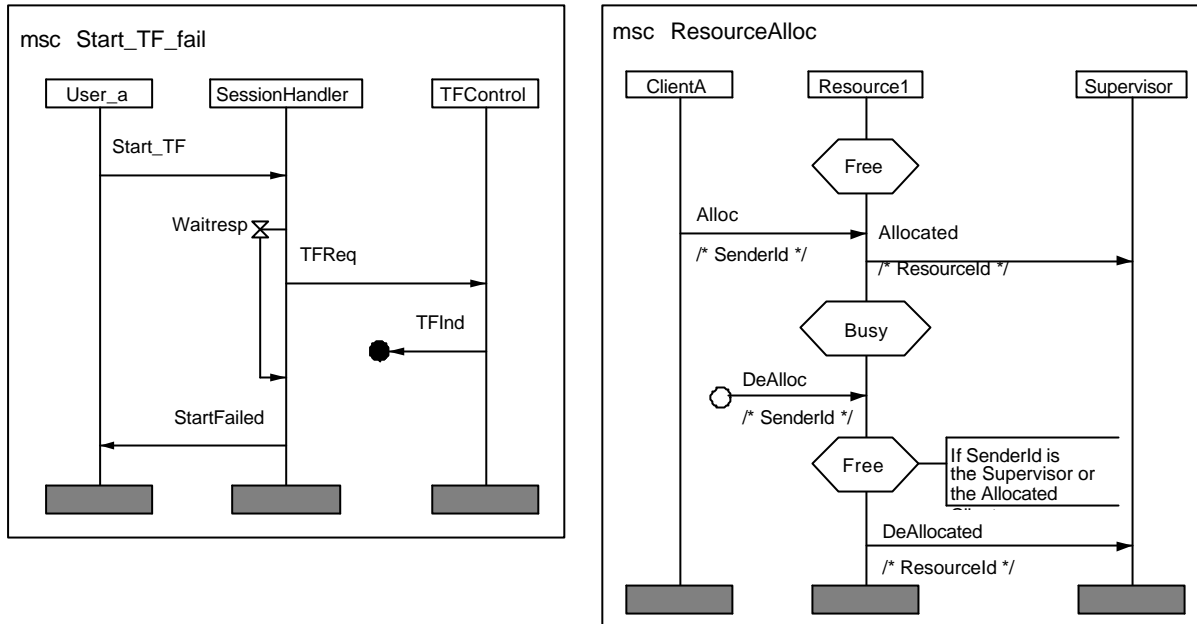 msc Start_TF_fail
User_a
SessionHandler
TFControl
Start_TF
Waitresp
TFReq
TFInd
StartFailed
msc ResourceAlloc
ClientA
Resource1
Supervisor
Free
Alloc
/* SenderId */
Allocated
/* ResourceId */
Busy
DeAlloc
/* SenderId */
Free
If SenderId is
the Supervisor or
the Allocated
DeAllocated
/* ResourceId */